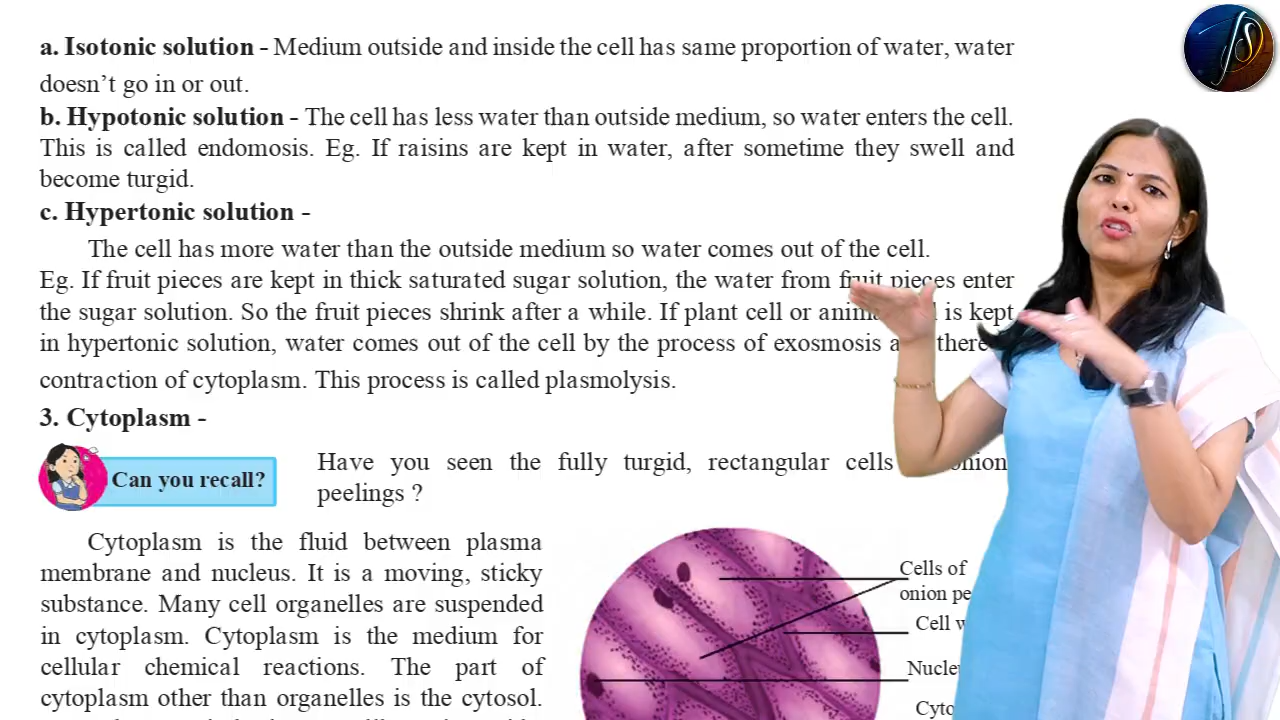 a. Isotonic solution - Medium outside and inside the cell has same proportion of water, water
doesn't go in or out.
b. Hypotonic solution - The cell has less water than outside medium, so water enters the cell.
This is called endomosis. Eg. If raisins are kept in water, after sometime they swell and
become turgid.
c. Hypertonic solution -
The cell has more water than the outside medium so water comes out of the cell.
Eg. If fruit pieces are kept in thick saturated sugar solution, the water from fruit pieces enter
the sugar solution. So the fruit pieces shrink after a while. If plant cell or is kept
in hypertonic solution, water comes out of the cell by the process of exosmosis
contraction of cytoplasm. This process is called plasmolysis.
3. Cytoplasm -
Can you recall?
Have you seen the fully turgid, rectangular cells onion
peelings ?
Cytoplasm is the fluid between plasma
membrane and nucleus. It is a moving, sticky
substance. Many cell organelles are suspended
in cytoplasm. Cytoplasm is the medium for
cellular chemical reactions. The part of
cytoplasm other than organelles is the cytosol.
Cells of
onion
Cell